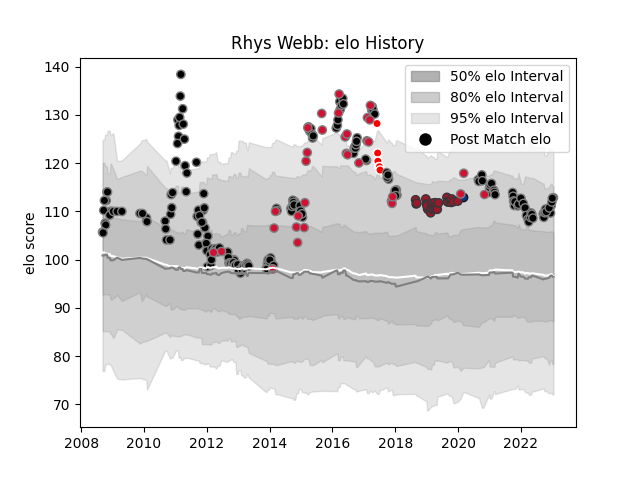 Rhys Webb: elo History
50% elo Interval
80% elo Interval
95% elo Interval
Post Match elo
elo score
140
130
120
110
100
90
80
70
2008 2010 2012 2014 2016 2018 2020 2022